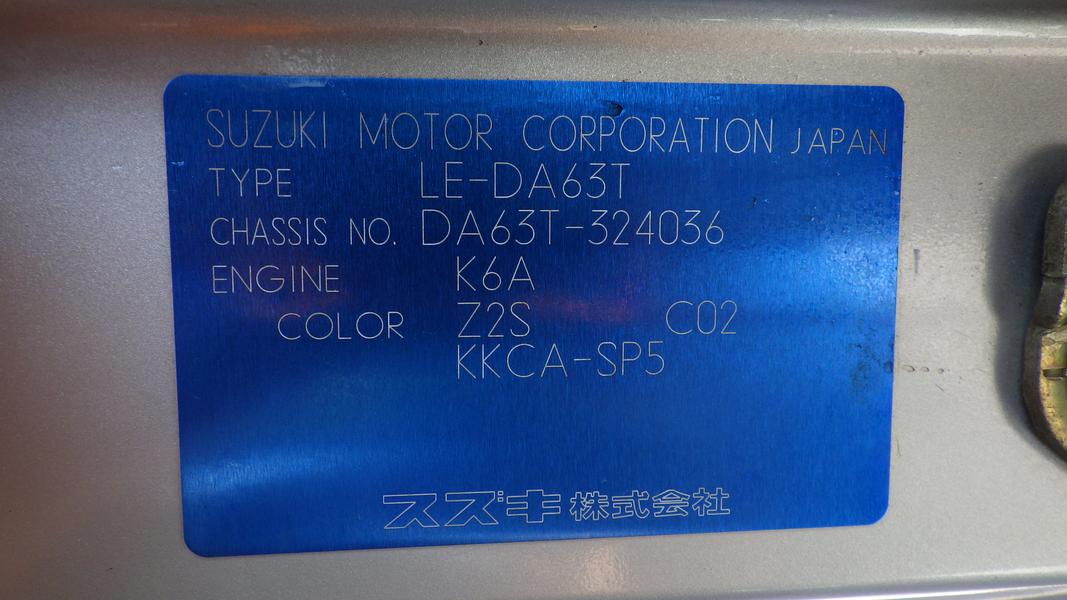 SUZUKI MOTOR CORPORATION JAPAN
TYPE LE-DA63T
CHASSIS NO. DA63T-324036
ENGINE K6A
COLOR Z2S C02
KKCA-SP5
スズキ株式会社